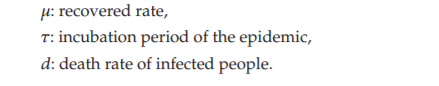 μ: recovered rate,
τ: incubation period of the epidemic,
d: death rate of infected people.